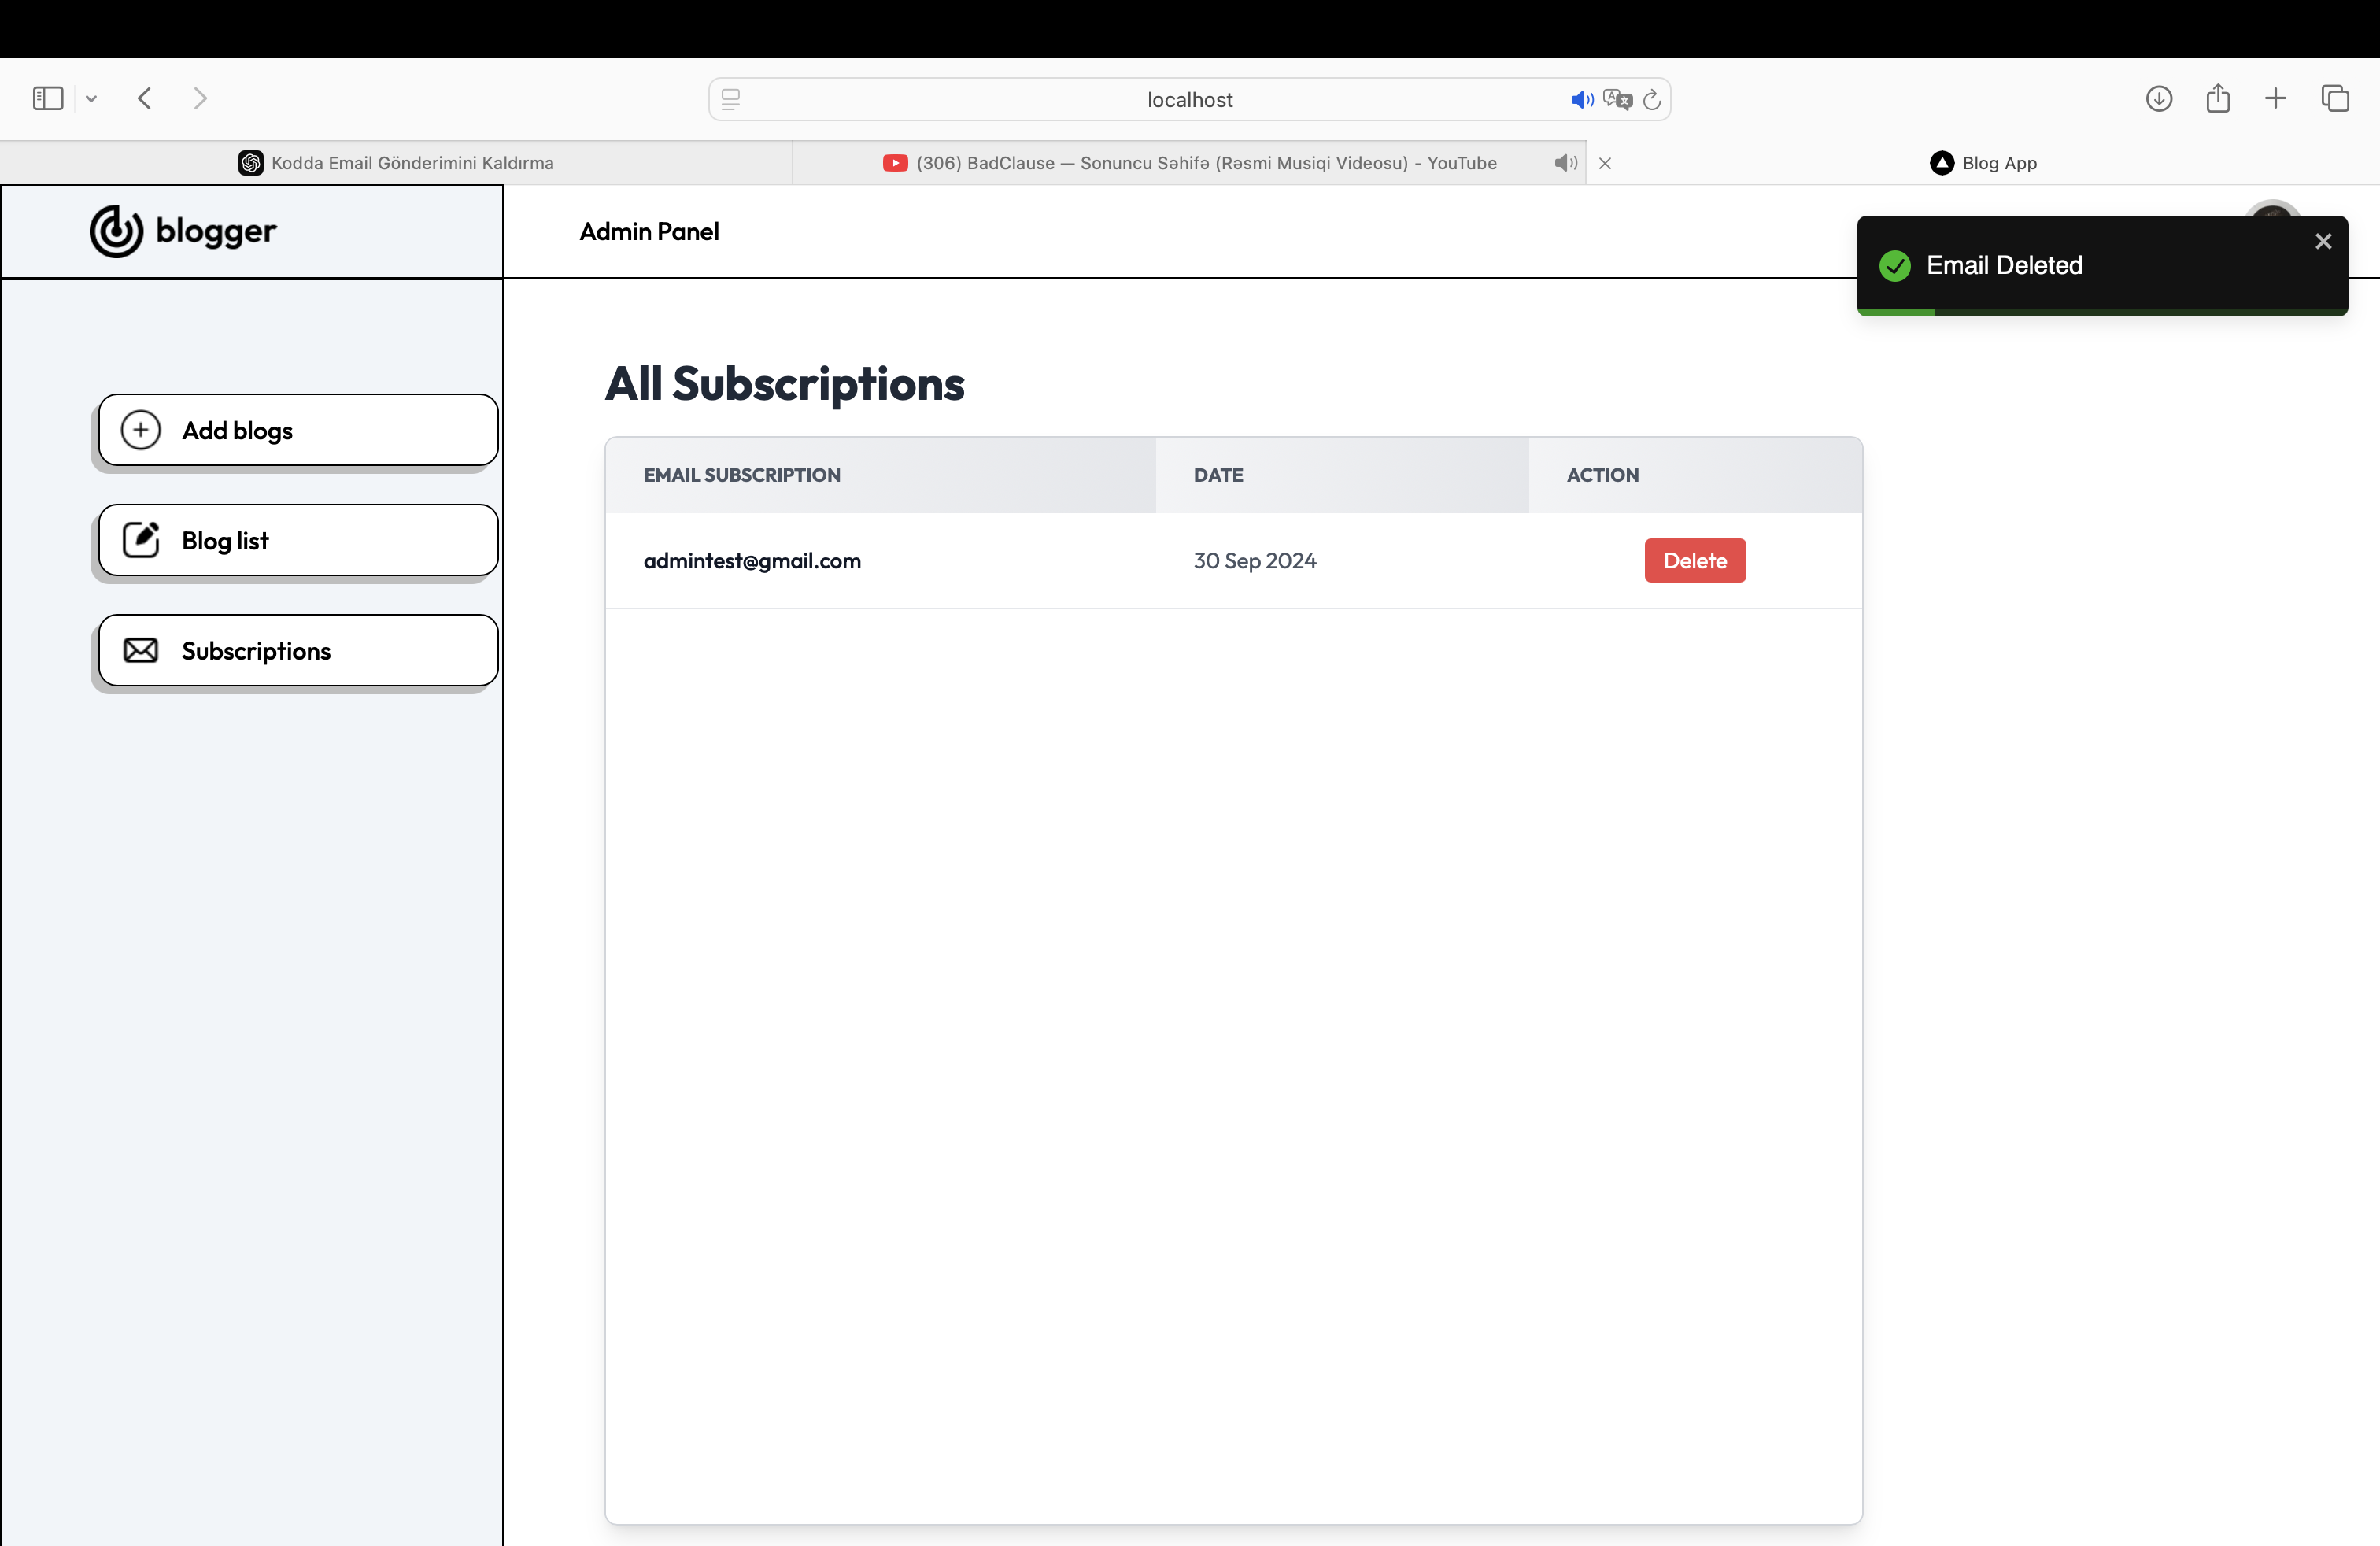 localhost
Kodda Email Gönderimini Kaldırma
(306) BadClause — Sonuncu Səhifə (Rəsmi Musiqi Videosu) - YouTube
Blog App
blogger
Admin Panel
Email Deleted
All Subscriptions
Add blogs
EMAIL SUBSCRIPTION DATE ACTION
Blog list
admintest@gmail.com 30 Sep 2024 Delete
Subscriptions